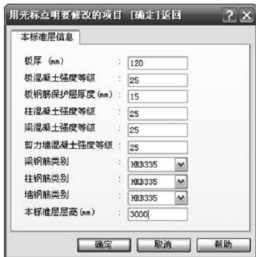 用光标点明要修改的项目 [确定]返回
本标准层信息
板厚 (mm) : 120
板混凝土强度等级 : 25
板钢筋保护层厚度(mm) : 15
柱混凝土强度等级 : 25
梁混凝土强度等级 : 25
剪力墙混凝土强度等级 : 25
梁钢筋类别 : HRB335
柱钢筋类别 : HRB335
墙钢筋类别 : HRB335
本标准层层高(mm) : 3000
确定 取消 帮助